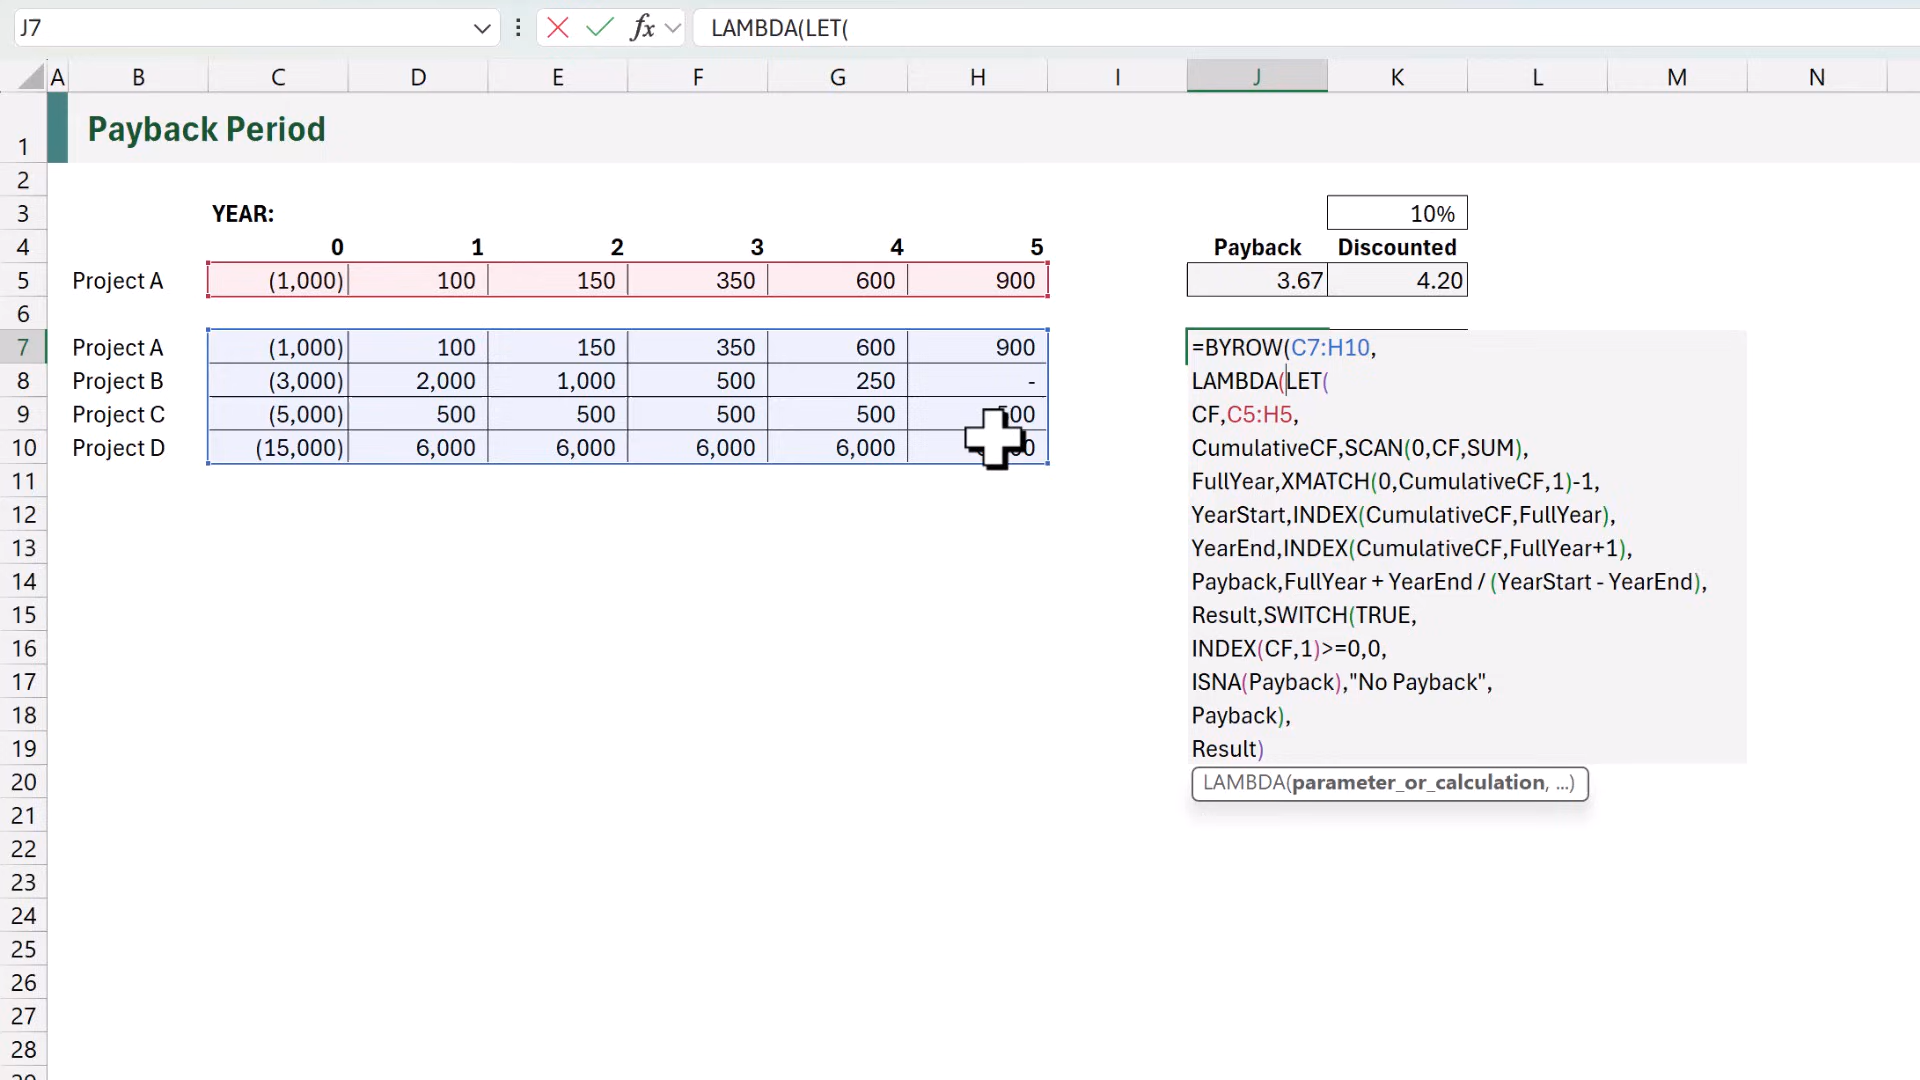 J7 fx LAMBDA(LET(
A B C D E F G H I J K L M N
1 Payback Period
2
3 YEAR: 10%
4 0 1 2 3 4 5 Payback Discounted
5 Project A (1,000) 100 150 350 600 900 3.67 4.20
6
7 Project A (1,000) 100 150 350 600 900 =BYROW(C7:H10,
8 Project B (3,000) 2,000 1,000 500 250 - LAMBDA(LET(
9 Project C (5,000) 500 500 500 500 CF,C5:H5,
10 Project D (15,000) 6,000 6,000 6,000 6,000 CumulativeCF,SCAN(0,CF,SUM),
11 FullYear,XMATCH(0,CumulativeCF,1)-1,
12 YearStart,INDEX(CumulativeCF,FullYear),
13 YearEnd,INDEX(CumulativeCF,FullYear+1),
14 Payback,FullYear + YearEnd / (YearStart - YearEnd),
15 Result,SWITCH(TRUE,
16 INDEX(CF,1)>=0,0,
17 ISNA(Payback),"No Payback",
18 Payback),
19 Result)
20 LAMBDA(parameter_or_calculation, ...)
21
22
23
24
25
26
27
28